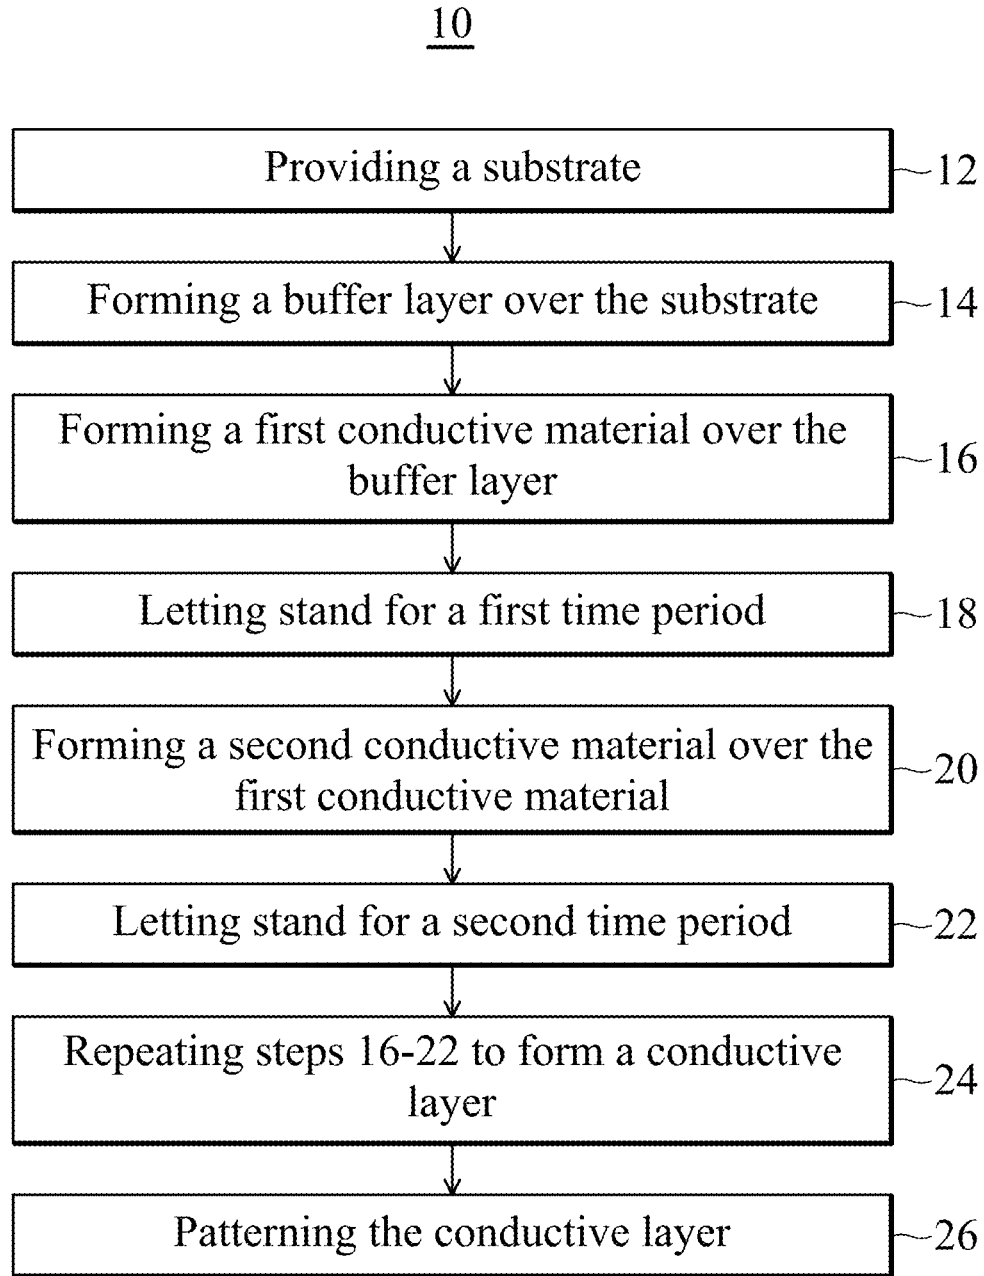 10
Providing a substrate
12
Forming a buffer layer over the substrate
14
Forming a first conductive material over the
buffer layer
16
Letting stand for a first time period
18
Forming a second conductive material over the
first conductive material
20
Letting stand for a second time period
22
Repeating steps 16-22 to form a conductive
layer
24
Patterning the conductive layer
26